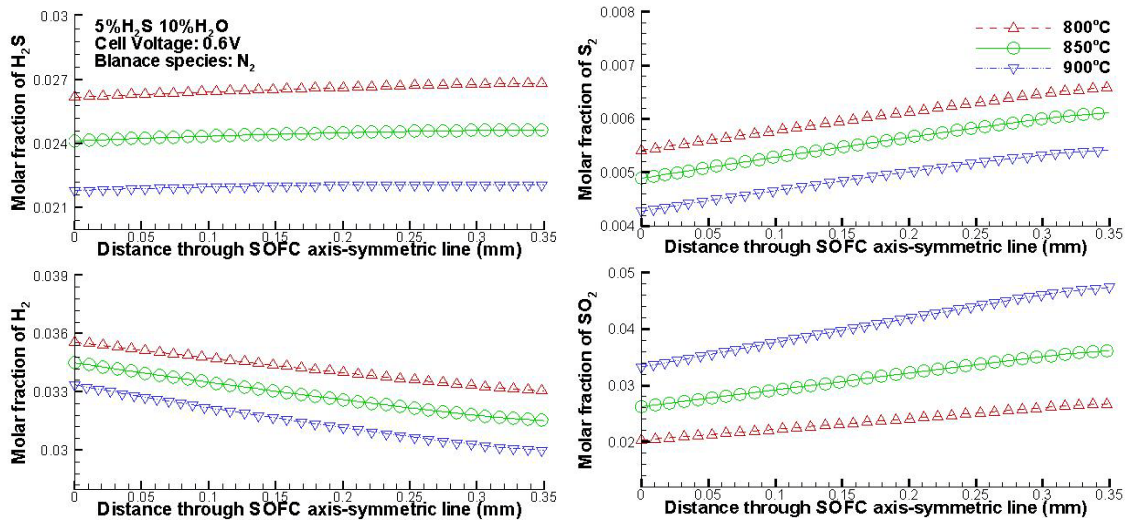 0.03
5%H₂S 10%H₂O
Cell Voltage: 0.6V
Blanace species: N₂
0.027
0.024
0.021
Molar fraction of H₂S
0 0.05 0.1 0.15 0.2 0.25 0.3 0.35
Distance through SOFC axis-symmetric line (mm)
0.008
800°C
850°C
900°C
0.007
0.006
0.005
0.004
Molar fraction of S₂
0 0.05 0.1 0.15 0.2 0.25 0.3 0.35
Distance through SOFC axis-symmetric line (mm)
0.039
0.036
0.033
0.03
Molar fraction of H₂
0 0.05 0.1 0.15 0.2 0.25 0.3 0.35
Distance through SOFC axis-symmetric line (mm)
0.05
0.04
0.03
0.02
Molar fraction of SO₂
0 0.05 0.1 0.15 0.2 0.25 0.3 0.35
Distance through SOFC axis-symmetric line (mm)